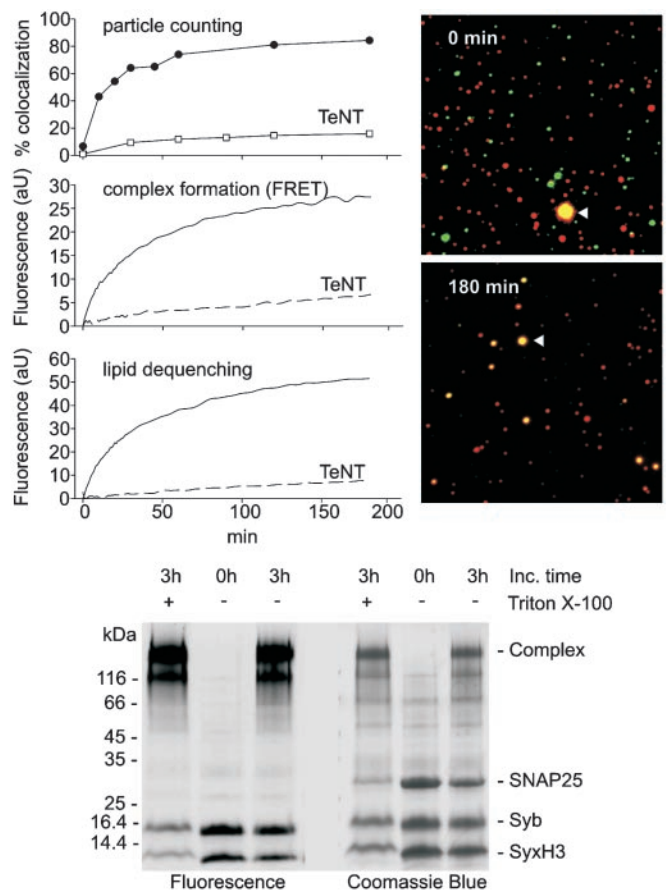 particle counting
% colocalization
100
80
60
40
20
0
TeNT
complex formation (FRET)
Fluorescence (aU)
30
25
20
15
10
5
0
TeNT
lipid dequenching
Fluorescence (aU)
60
50
40
30
20
10
0
TeNT
0 50 100 150 200
min
0 min
180 min
3h 0h 3h 3h 0h 3h Inc. time
+ - - + - - Triton X-100
kDa
116 -
66 -
45 -
35 -
25 -
16.4 -
14.4 -
- Complex
- SNAP25
- Syb
- SyxH3
Fluorescence Coomassie Blue